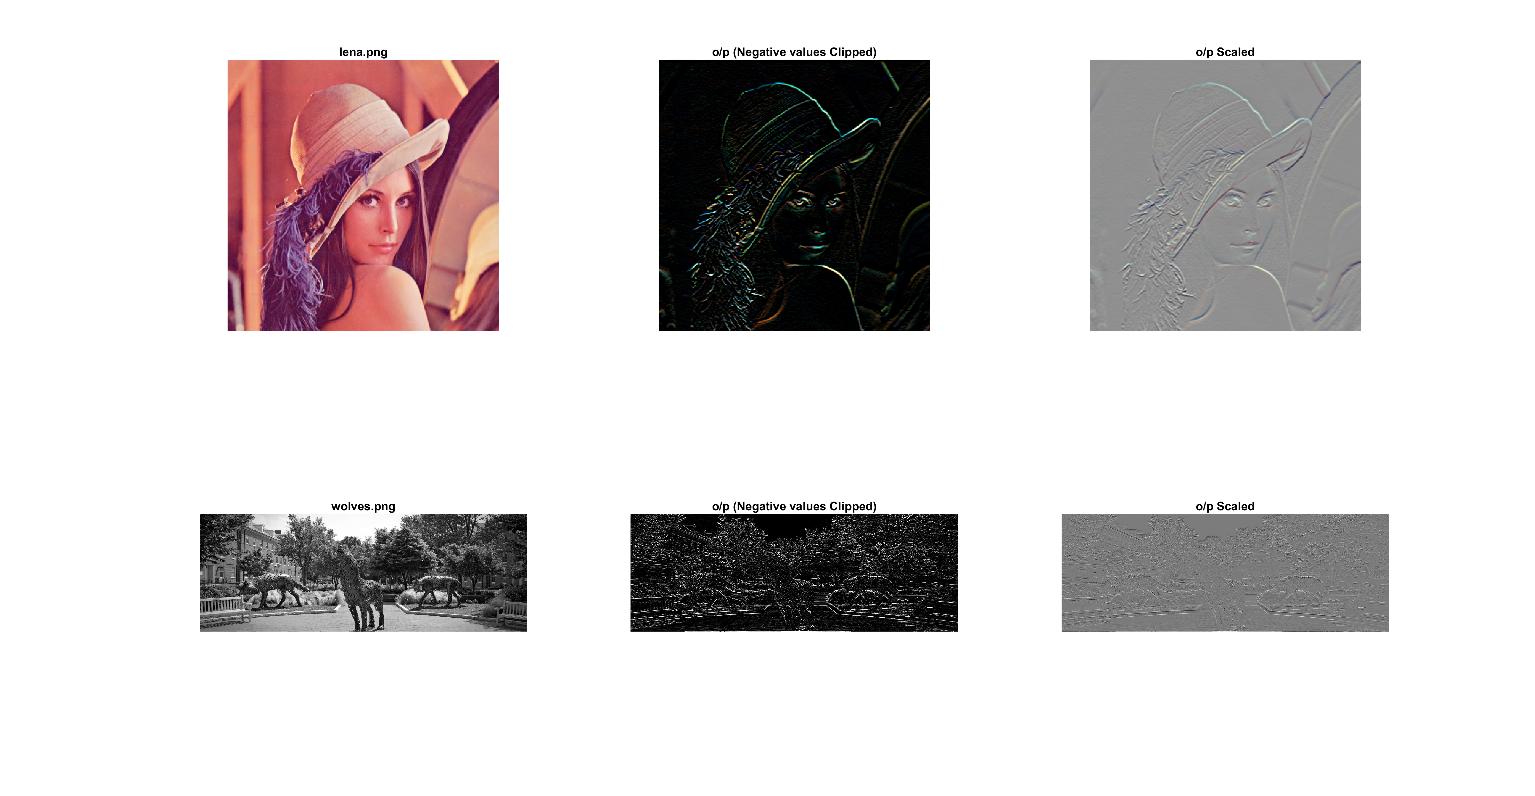 lena.png
o/p (Negative values Clipped)
o/p Scaled
wolves.png
o/p (Negative values Clipped)
o/p Scaled